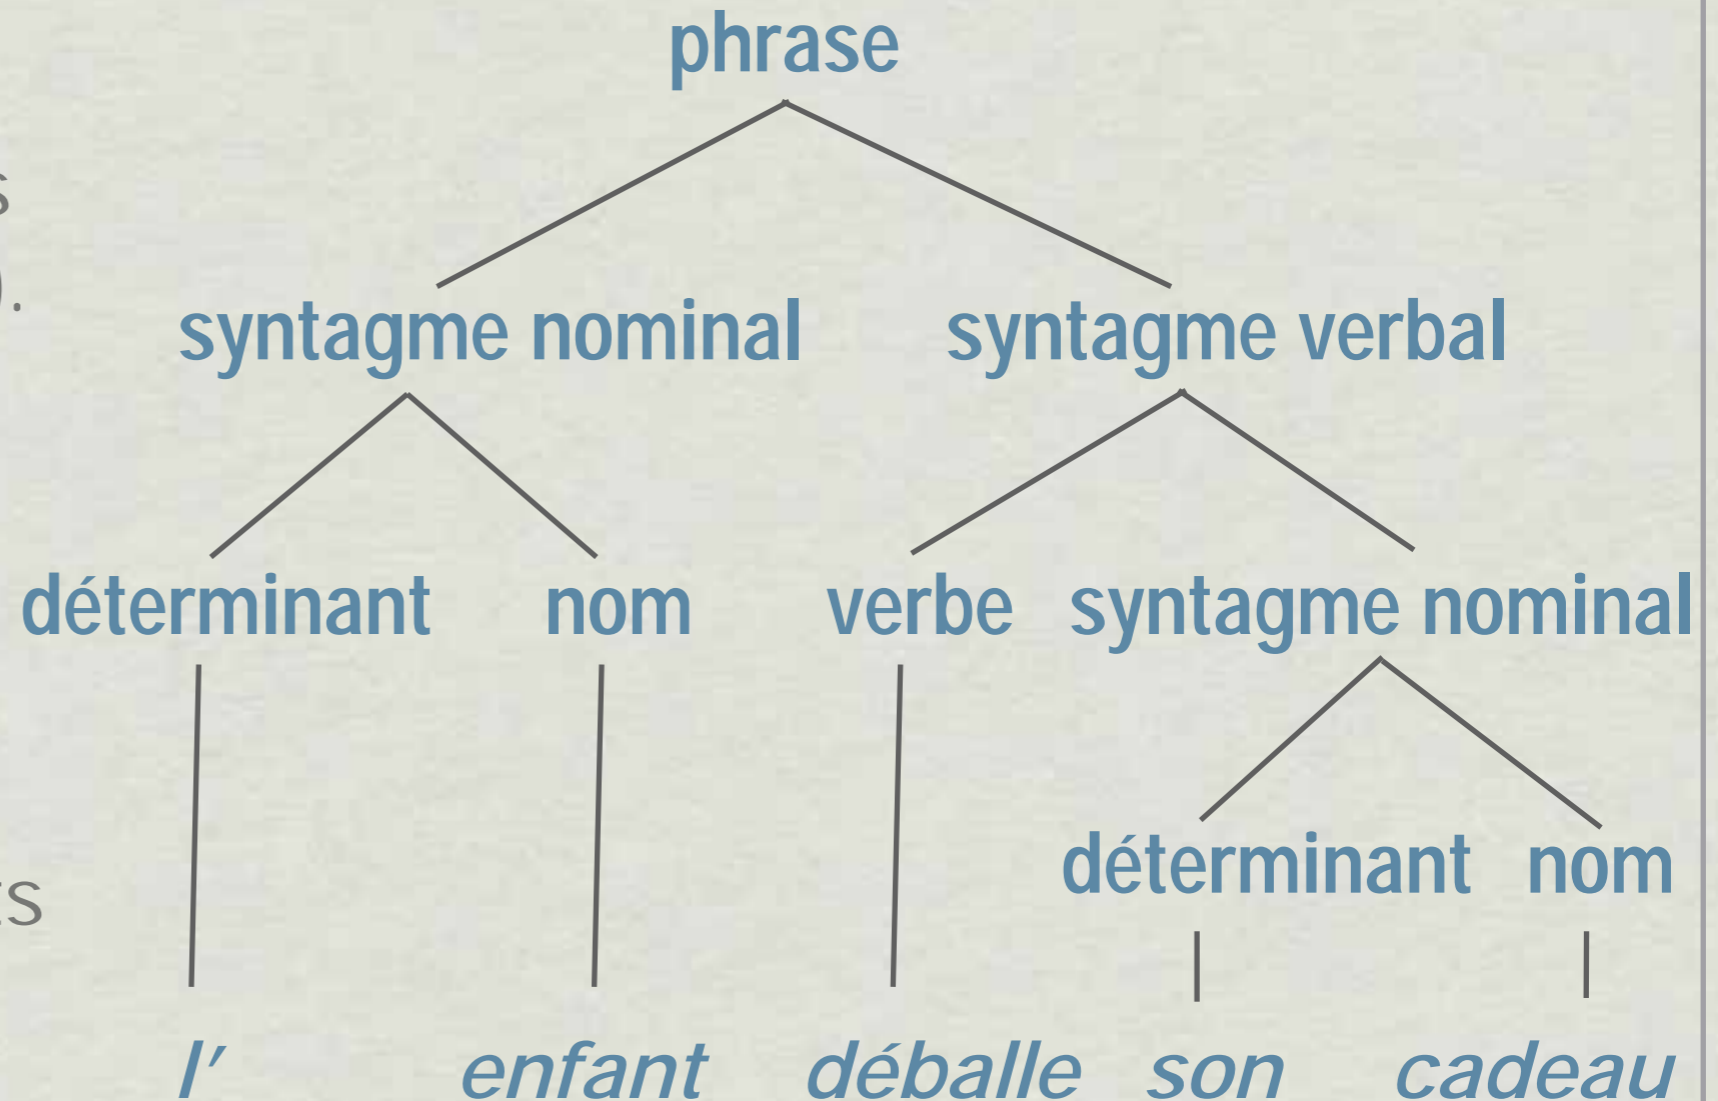 phrase
syntagme nominal syntagme verbal
déterminant nom verbe syntagme nominal
déterminant nom
l' enfant déballe son cadeau